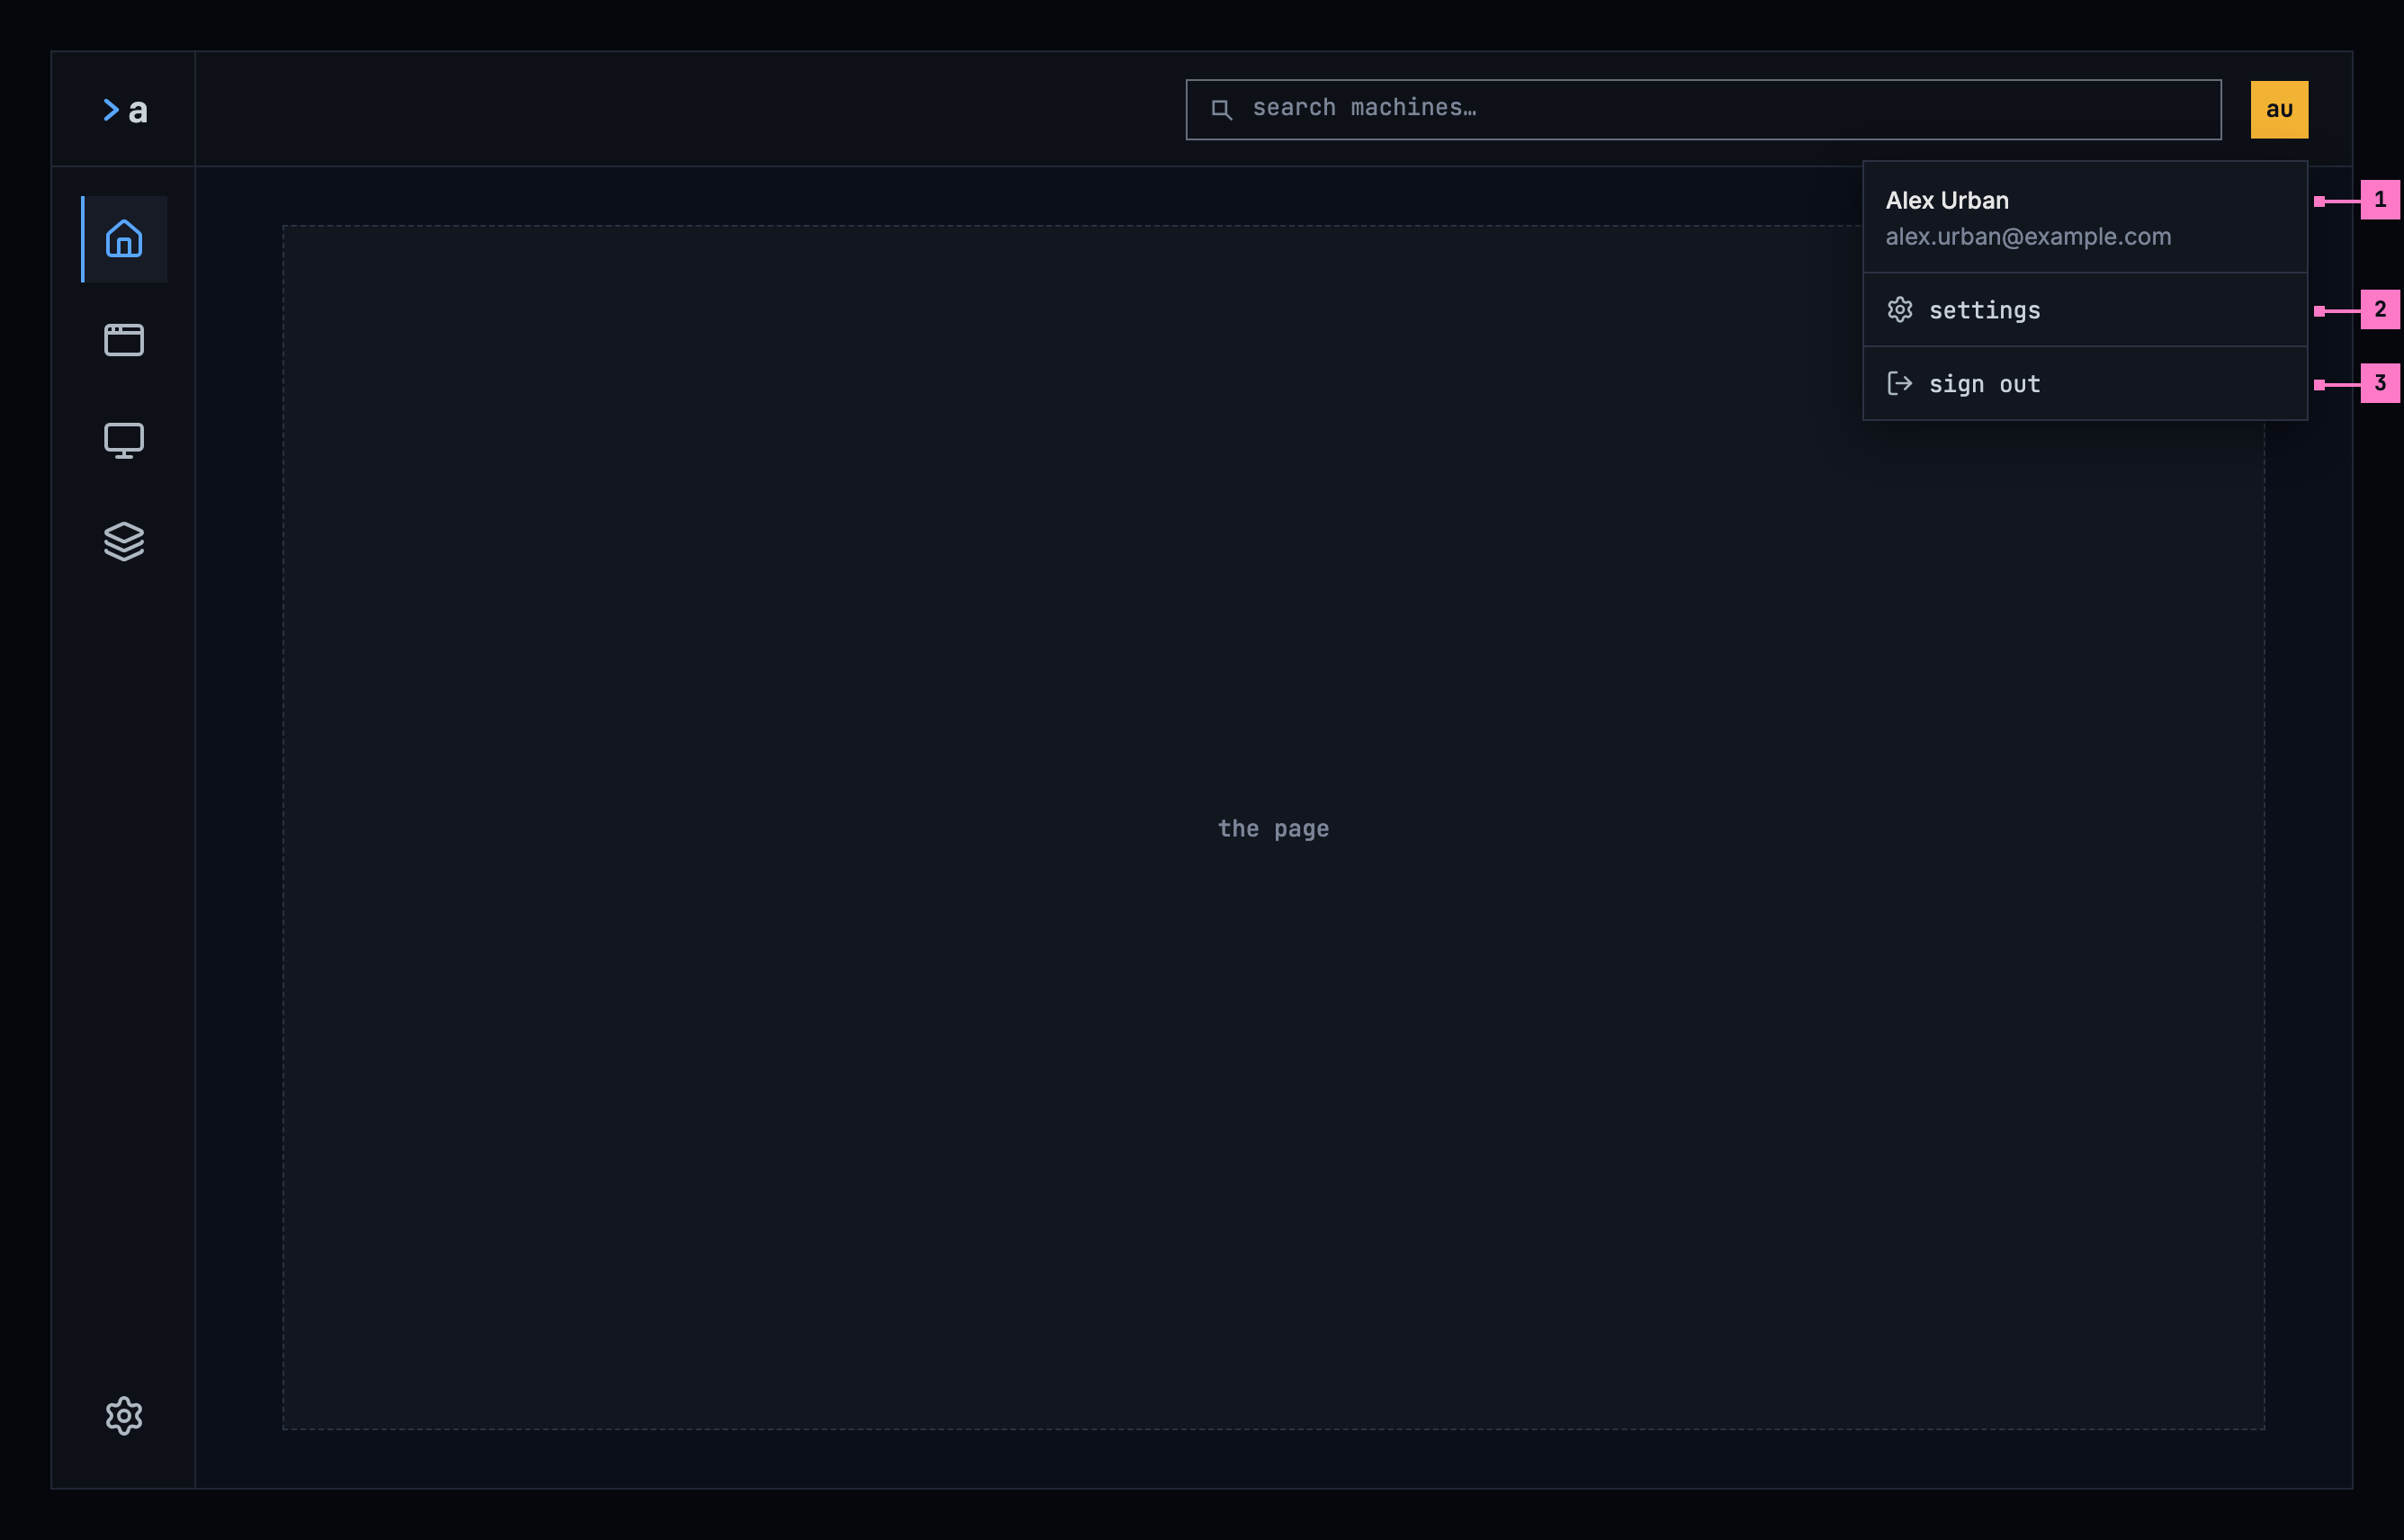 >a
search machines…
au
Alex Urban
1
alex.urban@example.com
settings
2
sign out
3
the page